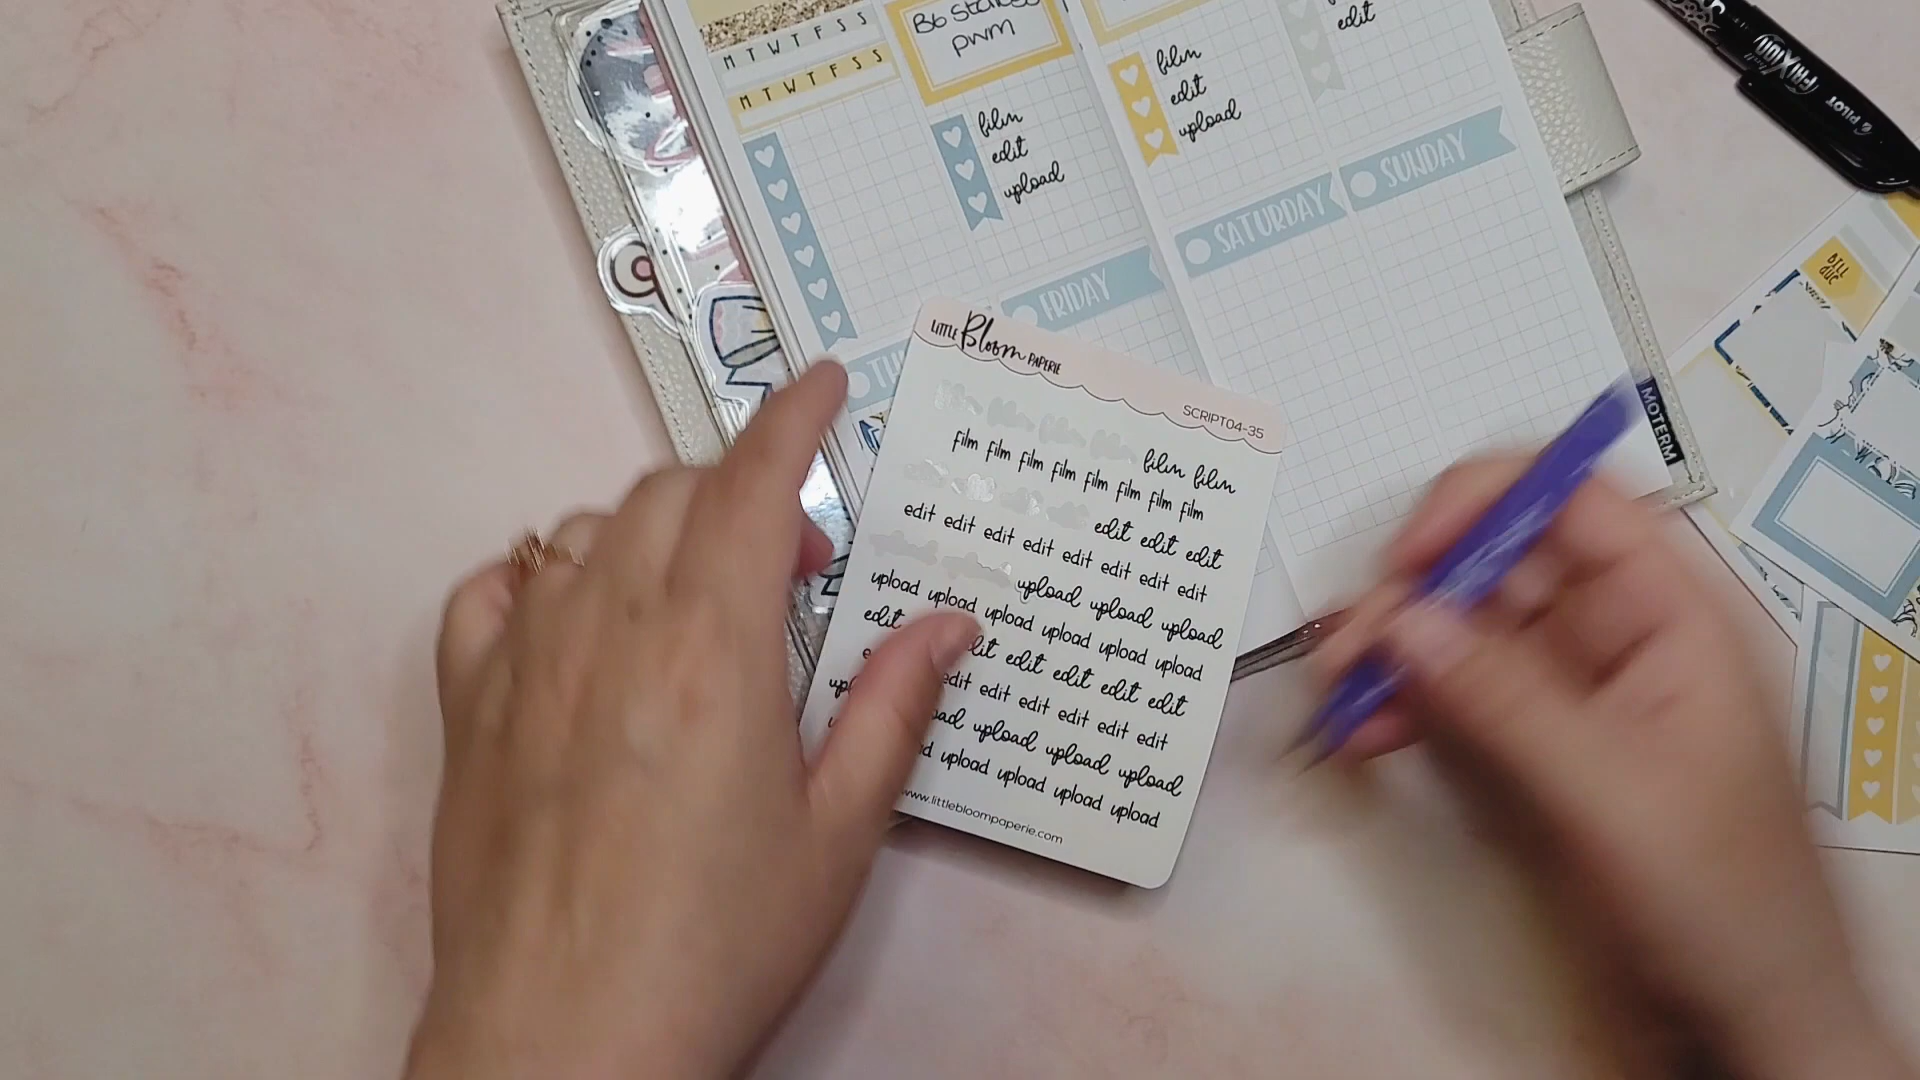 M T W T F S S
M T W T F S S
B6
pwm
film
edit
upload
film
edit
upload
edit
SATURDAY
SUNDAY
FRIDAY
LITTLE Bloom PAPERIE
SCRIPT04-35
film film
film film film film film film film film
edit edit edit
edit edit edit edit edit edit edit edit
upload upload upload
upload upload upload upload upload upload
edit edit edit edit edit edit
edit edit edit edit edit edit
upload upload upload
upload upload upload upload
www.littlebloompaperie.com
MOTERM
PILOT
FRIXION
BILL
due